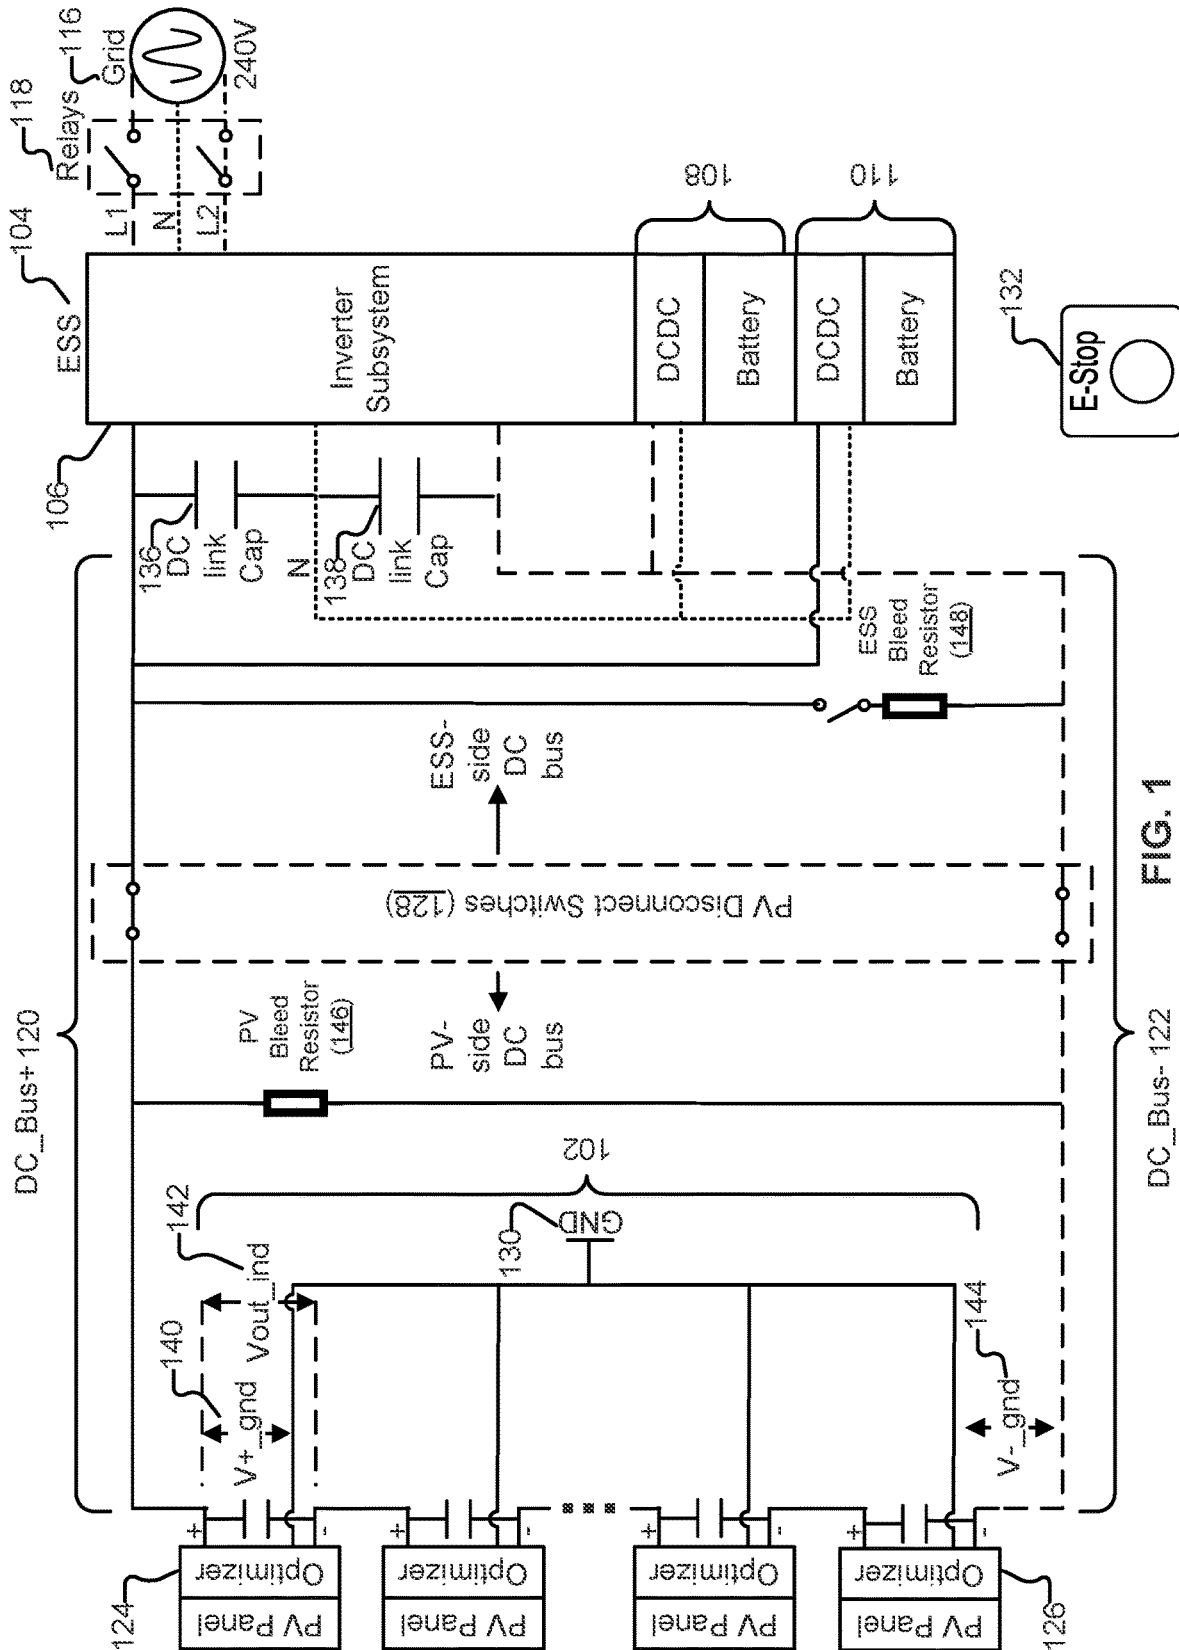 DC_Bus+ 120
106
ESS
104
118
Relays
116
Grid
240V
L1
N
L2
Inverter
Subsystem
DCDC
Battery
DCDC
Battery
108
110
136
DC
link
Cap
N
138
DC
link
Cap
ESS
Bleed
Resistor
(148)
ESS-
side
DC
bus
PV Disconnect Switches (128)
PV-
side
DC
bus
PV
Bleed
Resistor
(146)
102
142
Vout_ind
140
V+_gnd
130
GND
144
V-_gnd
124
PV Panel
Optimizer
+
-
PV Panel
Optimizer
+
-
PV Panel
Optimizer
+
-
PV Panel
Optimizer
+
-
126
DC_Bus- 122
132
E-Stop
FIG. 1